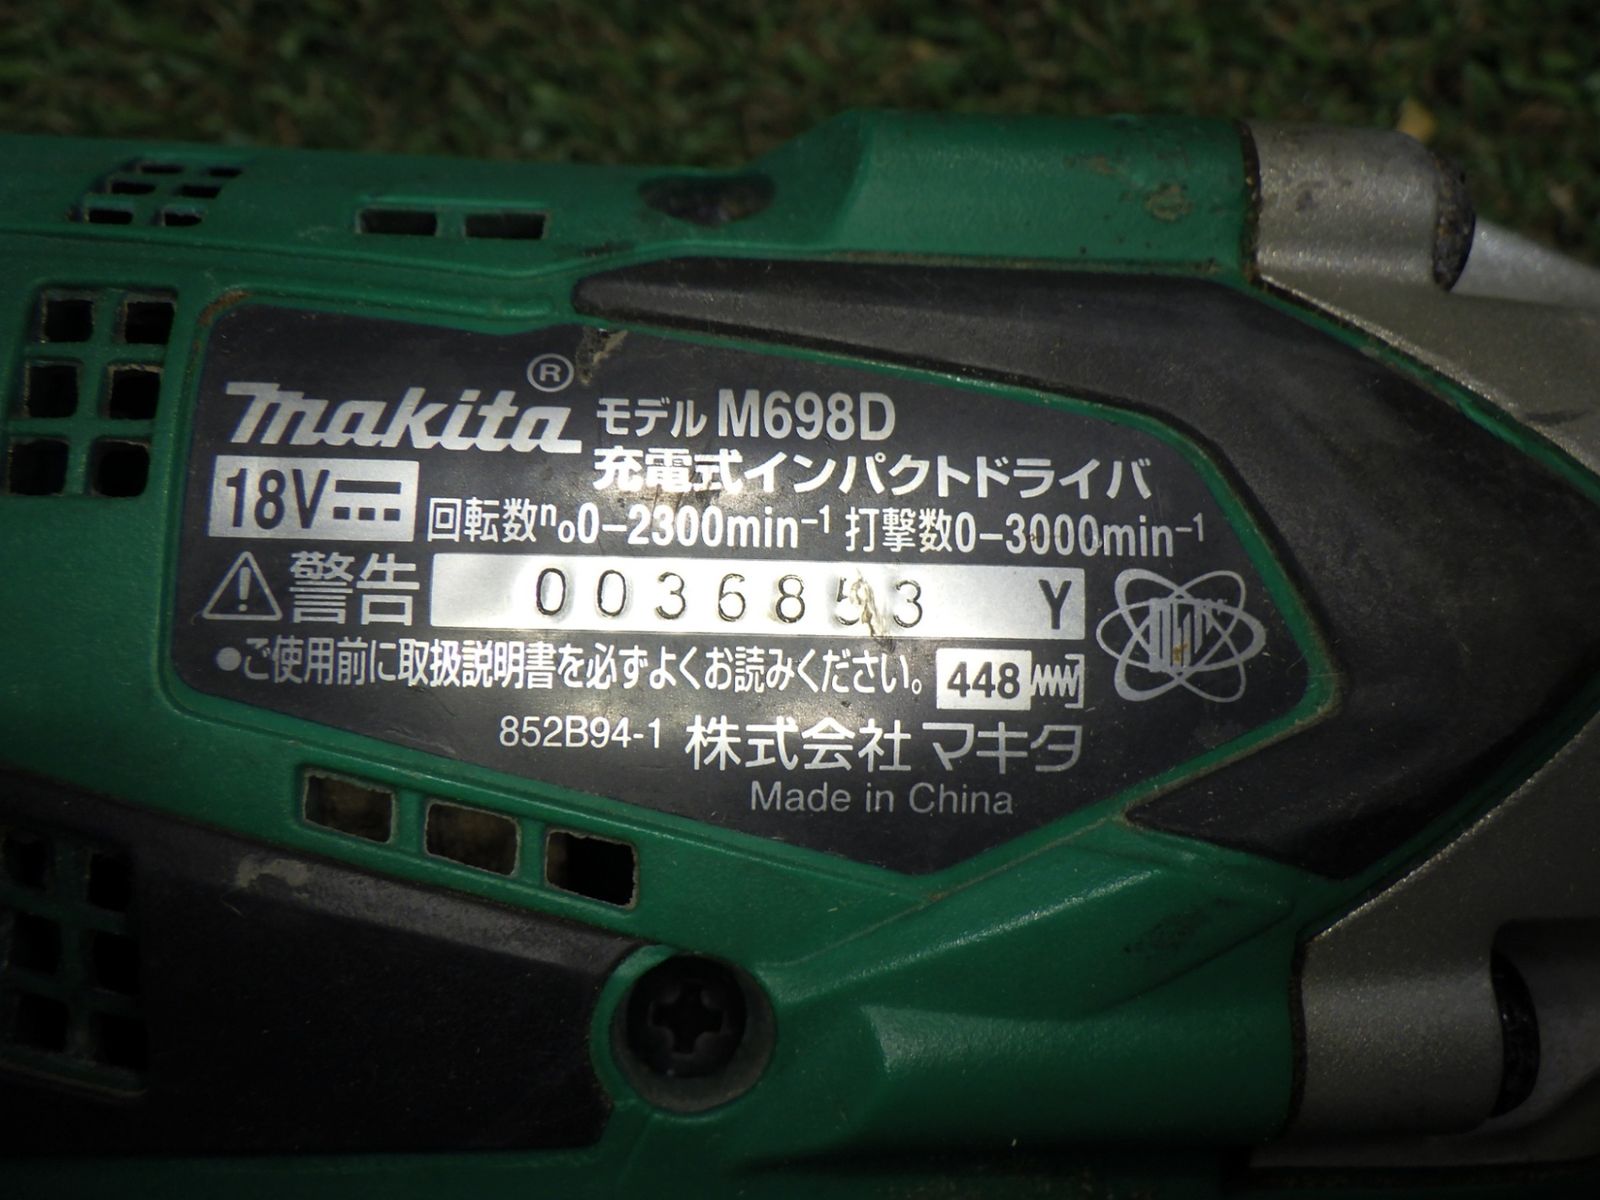 makita® モデル M698D
充電式インパクトドライバ
18V 回転数n₀0-2300min⁻¹ 打撃数0-3000min⁻¹
警告 0036853 Y
●ご使用前に取扱説明書を必ずよくお読みください。 448
852B94-1 株式会社マキタ
Made in China